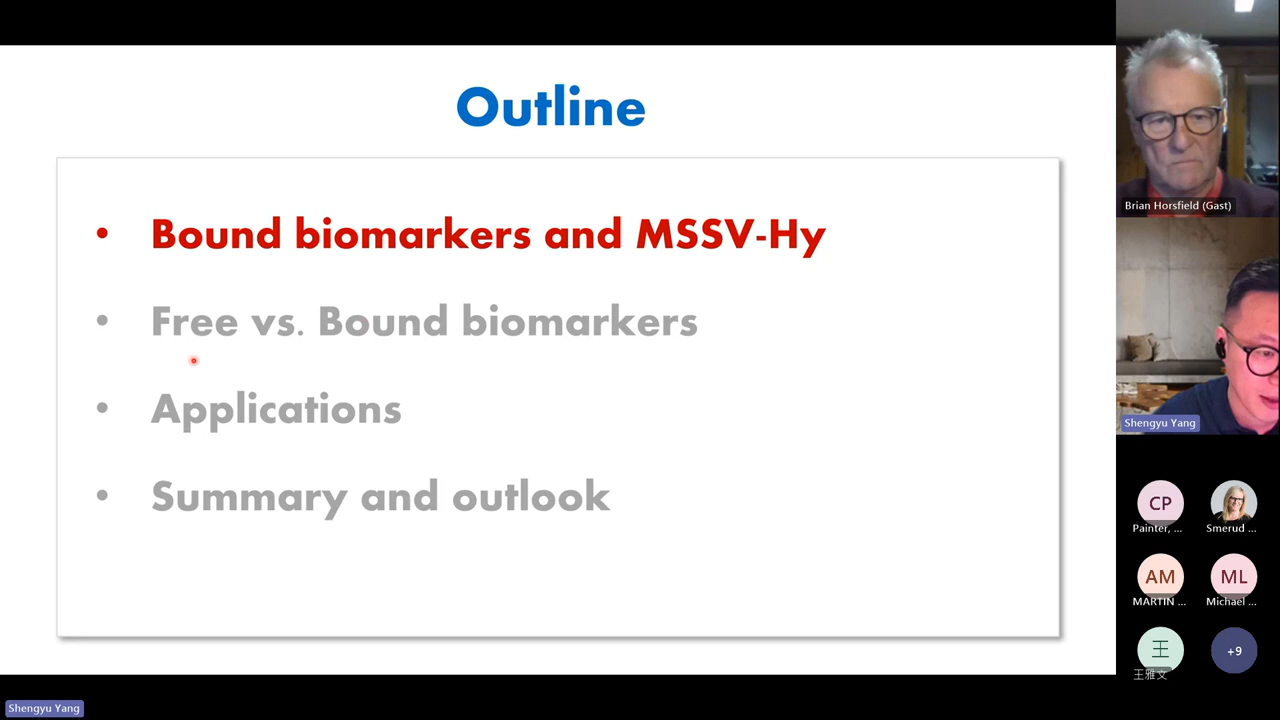 Outline
• Bound biomarkers and MSSV-Hy
• Free vs. Bound biomarkers
• Applications
• Summary and outlook
Brian Horsfield (Gast)
Shengyu Yang
CP
Painter, ...
Smerud ...
AM
MARTIN ...
ML
Michael ...
王
王雅文
+9
Shengyu Yang